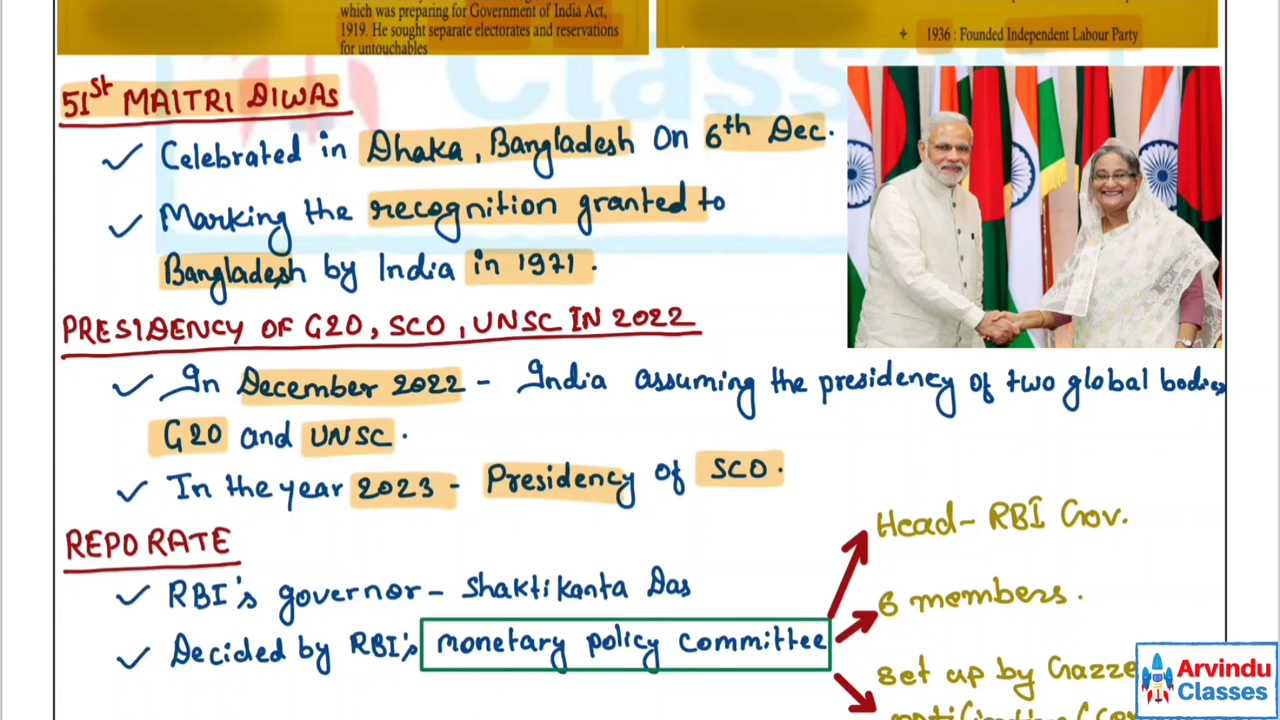 which was preparing for Government of India Act,
1919. He sought separate electorates and reservations
for untouchables
1936 : Founded Independent Labour Party
51st MAITRI DIWAS
Celebrated in Dhaka, Bangladesh on 6th Dec.
Marking the recognition granted to
Bangladesh by India in 1971.
PRESIDENCY OF G20, SCO, UNSC IN 2022
In December 2022 - India assuming the presidency of two global bodies
G20 and UNSC.
In the year 2023 - Presidency of SCO.
REPO RATE
RBI's governor - Shaktikanta Das
Decided by RBI's monetary policy committee
Head - RBI Gov.
6 members.
set up by
Arvindu
Classes